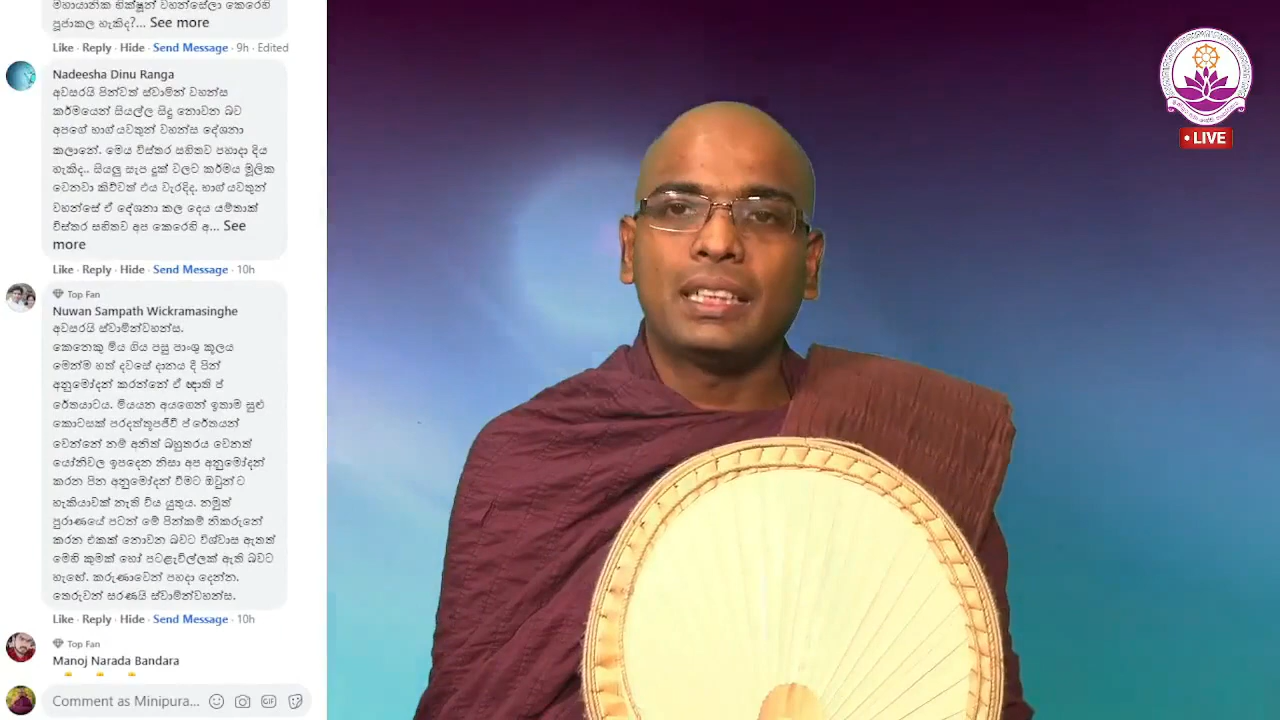 මහායානික භික්ෂූන් වහන්සේලා කෙරෙහි
පූජාකල හැකිද?... See more
Like · Reply · Hide · Send Message · 9h · Edited
Nadeesha Dinu Ranga
අවසරයි පින්වත් ස්වාමින් වහන්ස
කර්මයෙන් සියල්ල සිදු නොවන බව
අපගේ භාග්‍යවතුන් වහන්ස දේශනා
කලානේ. මෙය විස්තර සහිතව පහාදා දිය
හැකිද.. සියලු සැප දුක් වලට කර්මය මූලික
වෙනවා කිව්වත් එය වැරදිද. භාග්‍යවතුන්
වහන්සේ ඒ දේශනා කල දෙය යම්තාක්
විස්තර සහිතව අප කෙරෙහි අ... See
more
Like · Reply · Hide · Send Message · 10h
Top Fan
Nuwan Sampath Wickramasinghe
අවසරයි ස්වාමින්වහන්ස.
කෙනෙකු මිය ගිය පසු පාංශු කූලය
මෙන්ම හත් දවසේ දානය දී පින්
අනුමෝදන් කරන්නේ ඒ ඥාති ප්
රේතයාටය. මියයන අයගෙන් ඉතාම සුළු
කොටසක් පරදත්තූපජීවී ප්‍රේතයන්
වෙන්නේ නම් අනිත් බහුතරය වෙනත්
යෝනිවල ඉපදෙන නිසා අප අනුමෝදන්
කරන පින අනුමෝදන් වීමට ඔවුන්ට
හැකියාවක් නැති විය යුතුය. නමුත්
පුරාණයේ පටන් මේ පින්කම් නිකරුනේ
කරන එකක් නොවන බවට විශ්වාස ඇතත්
මෙහි කුමක් හෝ පටළැවිල්ලක් ඇති බවට
හැඟේ. කරුණාවෙන් පහදා දෙන්න.
තෙරුවන් සරණයි ස්වාමින්වහන්ස.
Like · Reply · Hide · Send Message · 10h
Top Fan
Manoj Narada Bandara
Comment as Minipura...
GIF
• LIVE